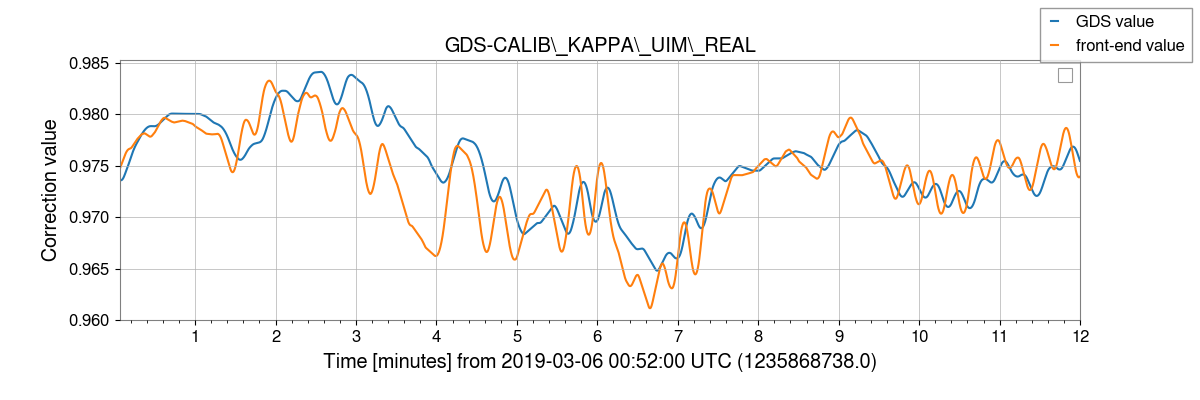 GDS value
front-end value
GDS-CALIB\_KAPPA\_UIM\_REAL
Correction value
0.985
0.980
0.975
0.970
0.965
0.960
1 2 3 4 5 6 7 8 9 10 11 12
Time [minutes] from 2019-03-06 00:52:00 UTC (1235868738.0)